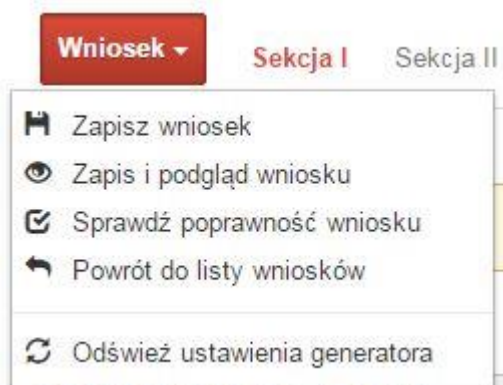 Wniosek Sekcja I Sekcja II
Zapisz wniosek
Zapis i podgląd wniosku
Sprawdź poprawność wniosku
Powrót do listy wniosków
Odśwież ustawienia generatora